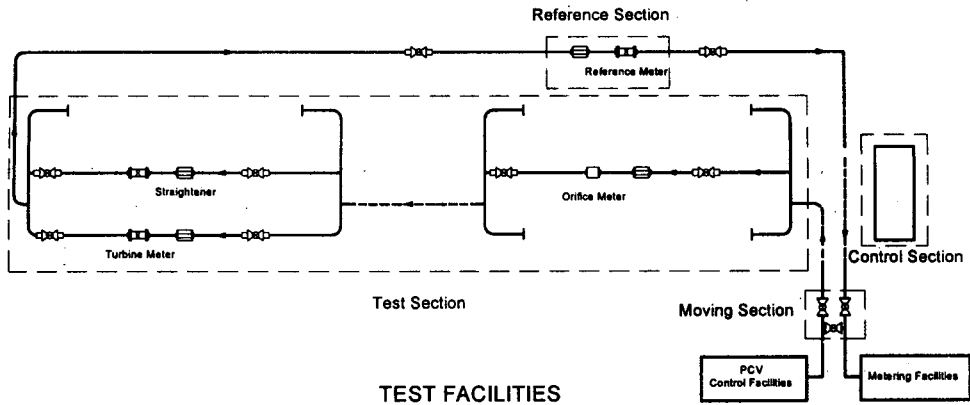 Reference Section
Reference Meter
Straightener
Orifice Meter
Turbine Meter
Control Section
Test Section
Moving Section
PCV
Control Facilities
Metering Facilities
TEST FACILITIES